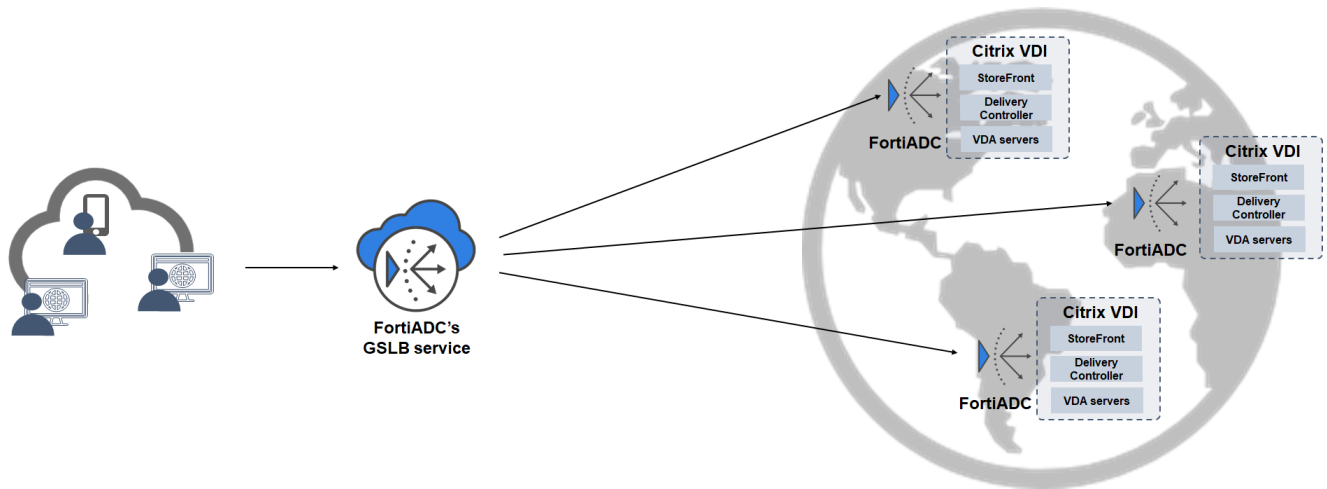 FortiADC's
GSLB service
Citrix VDI
StoreFront
Delivery
Controller
VDA servers
FortiADC
Citrix VDI
StoreFront
Delivery
Controller
VDA servers
FortiADC
Citrix VDI
StoreFront
Delivery
Controller
VDA servers
FortiADC